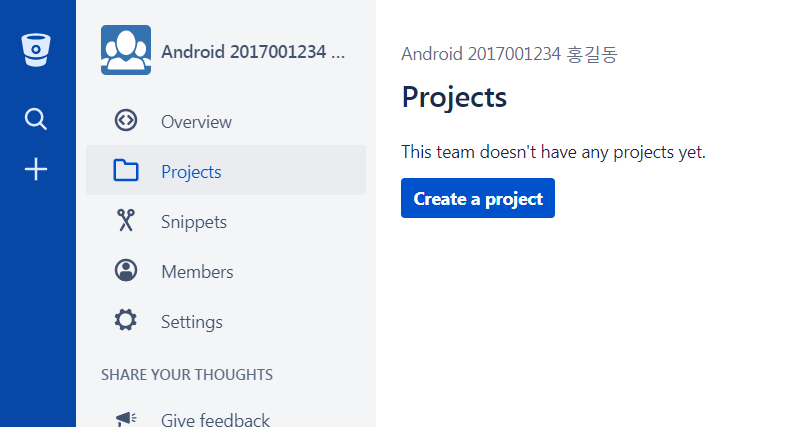 Android 2017001234 ...
Overview
Projects
Snippets
Members
Settings
SHARE YOUR THOUGHTS
Give feedback
Android 2017001234 홍길동
Projects
This team doesn't have any projects yet.
Create a project